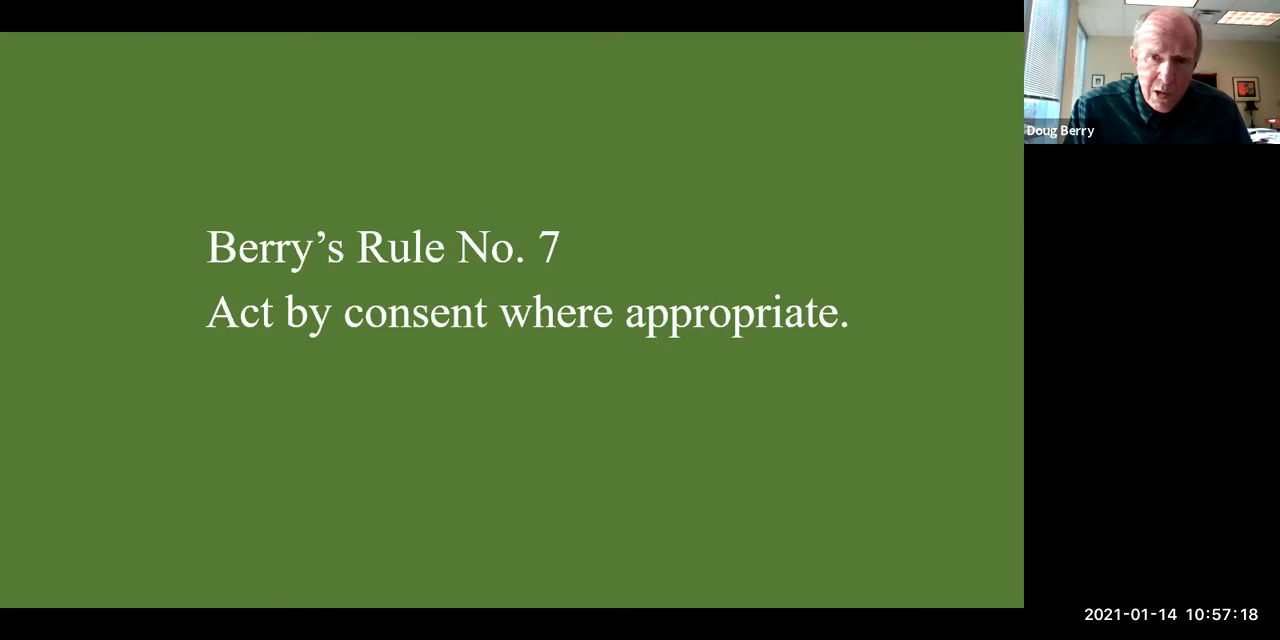 Berry’s Rule No. 7
Act by consent where appropriate.
Doug Berry
2021-01-14 10:57:18